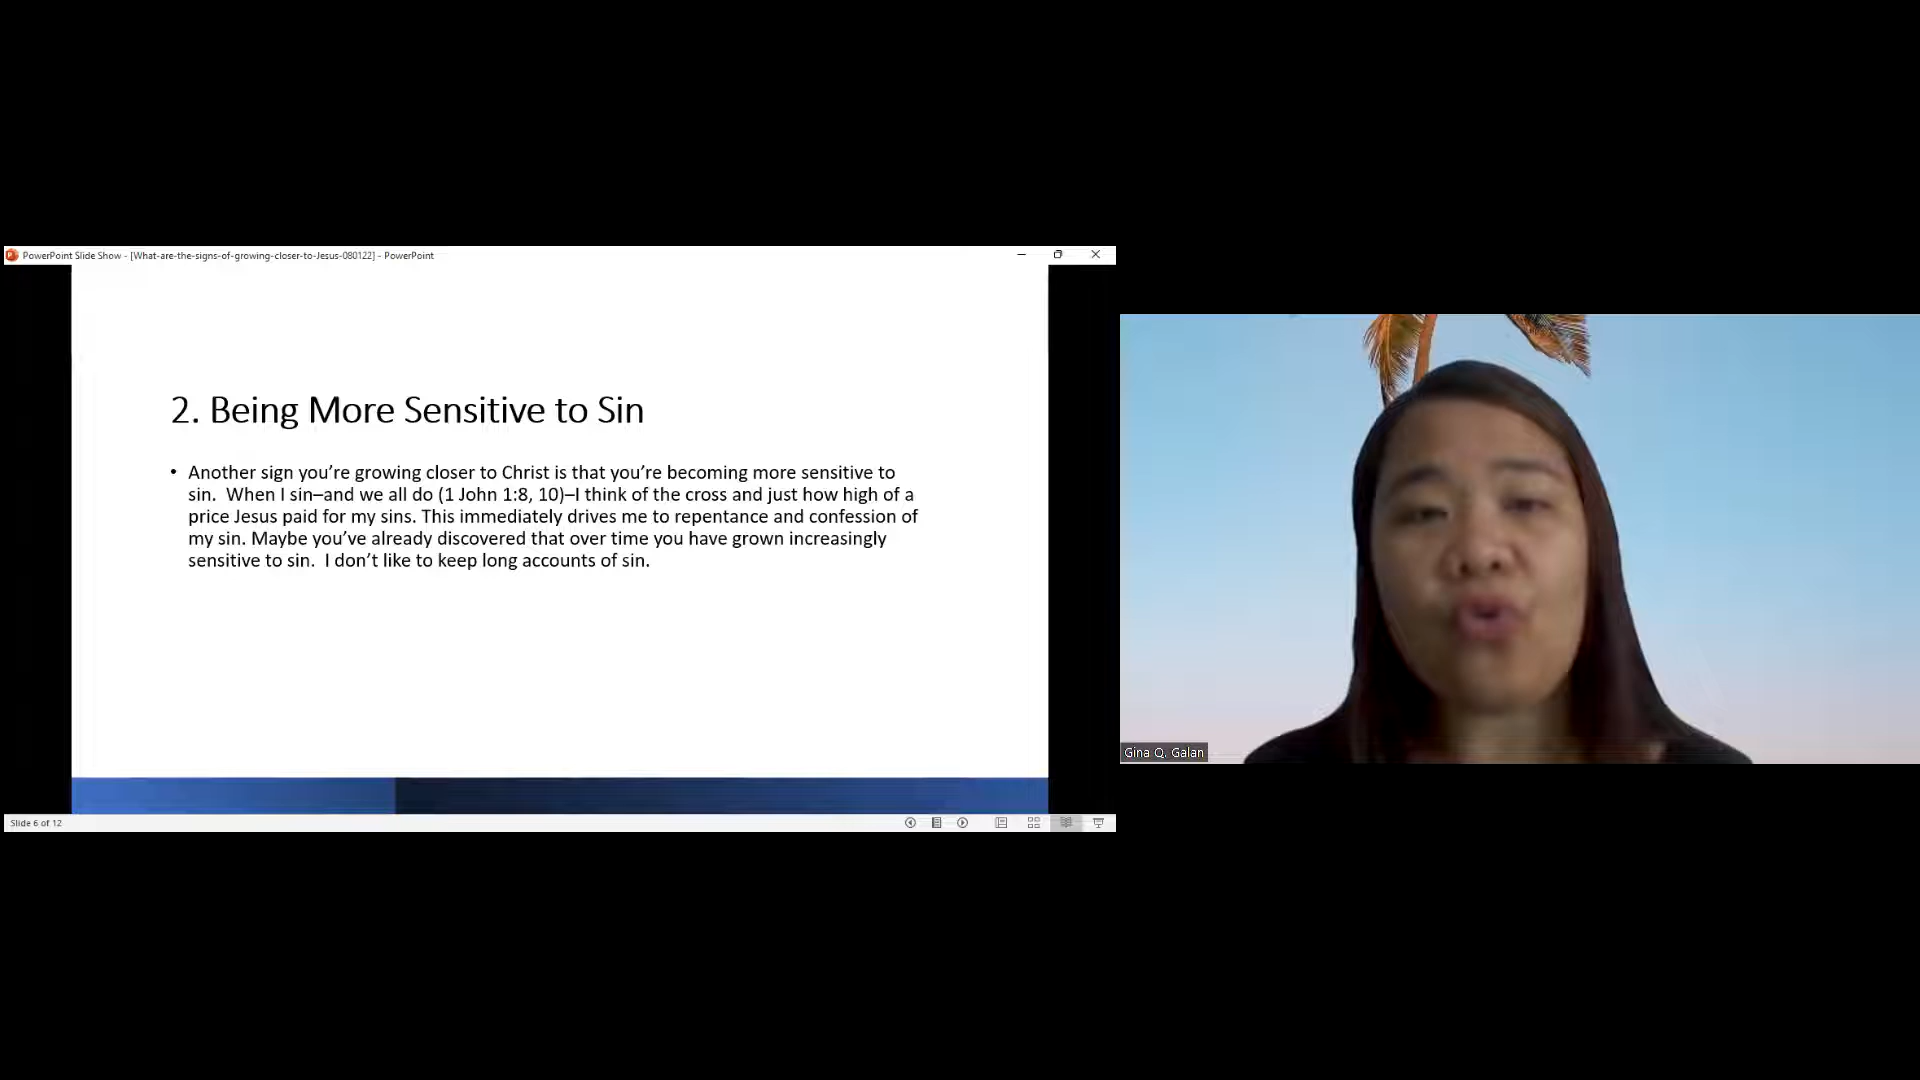 PowerPoint Slide Show - [What-are-the-signs-of-growing-closer-to-Jesus-080122] - PowerPoint
2. Being More Sensitive to Sin
• Another sign you’re growing closer to Christ is that you’re becoming more sensitive to
sin.  When I sin–and we all do (1 John 1:8, 10)–I think of the cross and just how high of a
price Jesus paid for my sins. This immediately drives me to repentance and confession of
my sin. Maybe you’ve already discovered that over time you have grown increasingly
sensitive to sin.  I don’t like to keep long accounts of sin.
Gina Q. Galan
Slide 6 of 12